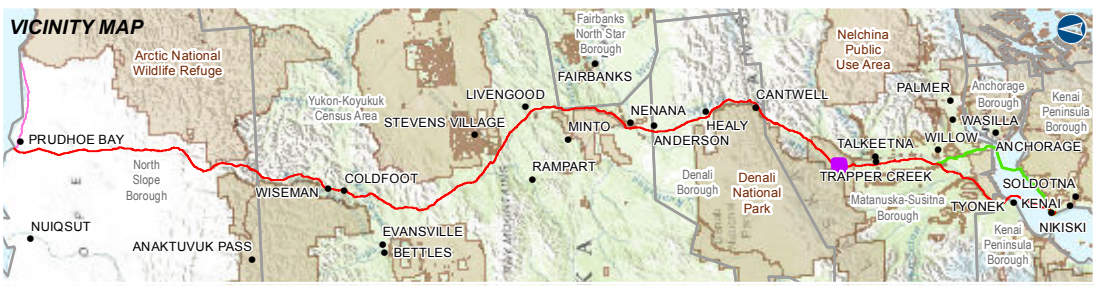 VICINITY MAP
Arctic National
Wildlife Refuge
PRUDHOE BAY
North
Slope
Borough
NUIQSUT
ANAKTUVUK PASS
WISEMAN
COLDFOOT
EVANSVILLE
BETTLES
Yukon-Koyukuk
Census Area
STEVENS VILLAGE
LIVENGOOD
MINTO
RAMPART
Fairbanks
North Star
Borough
FAIRBANKS
NENANA
ANDERSON
HEALY
CANTWELL
Denali
Borough
Denali
National
Park
Nelchina
Public
Use Area
TALKEETNA
TRAPPER CREEK
Matanuska-Susitna
Borough
PALMER
WILLOW
WASILLA
Anchorage
Borough
ANCHORAGE
Kenai
Peninsula
Borough
SOLDOTNA
TYONEK
KENAI
NIKISKI
Kenai
Peninsula
Borough